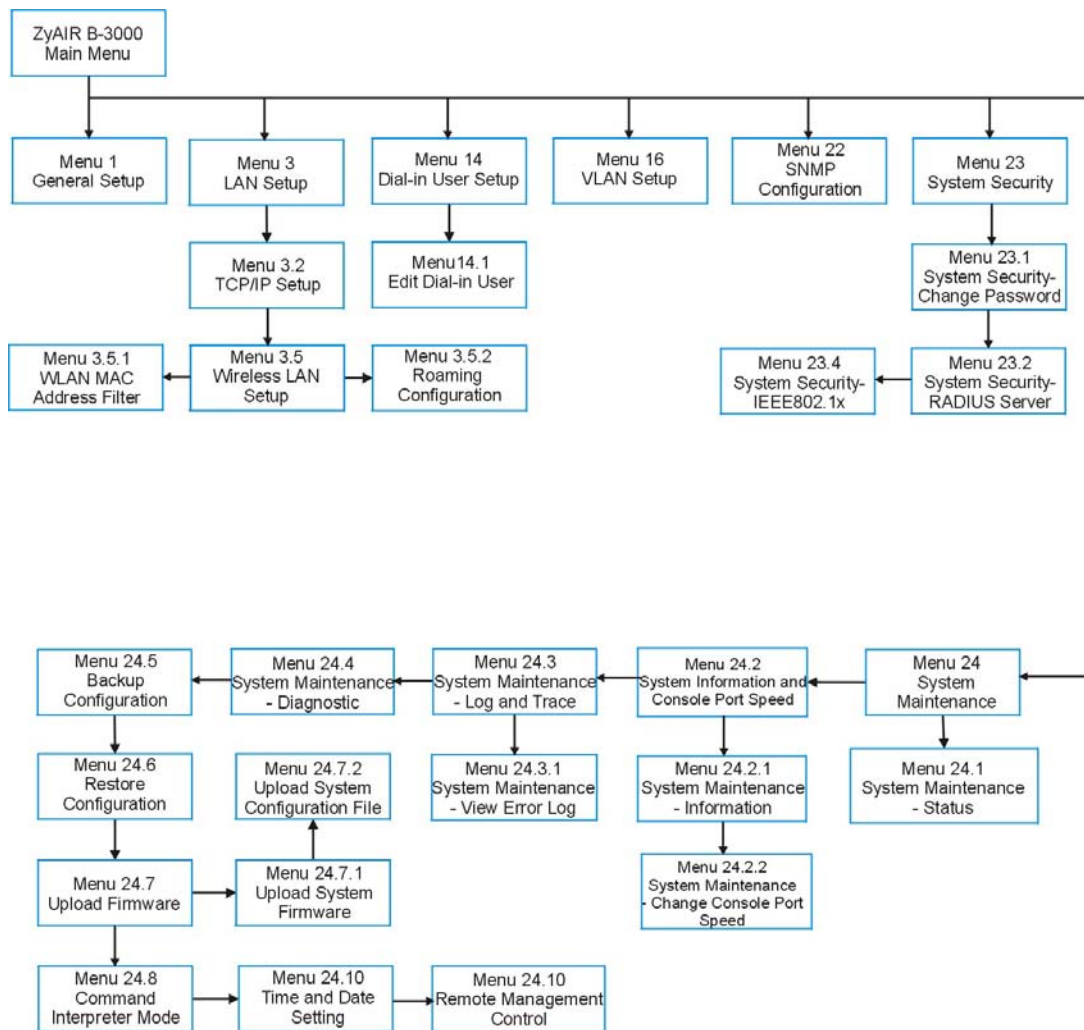 ZyAIR B-3000
Main Menu
Menu 1
General Setup
Menu 3
LAN Setup
Menu 14
Dial-in User Setup
Menu 16
VLAN Setup
Menu 22
SNMP
Configuration
Menu 23
System Security
Menu 3.2
TCP/IP Setup
Menu14.1
Edit Dial-in User
Menu 23.1
System Security-
Change Password
Menu 3.5.1
WLAN MAC
Address Filter
Menu 3.5
Wireless LAN
Setup
Menu 3.5.2
Roaming
Configuration
Menu 23.4
System Security-
IEEE802.1x
Menu 23.2
System Security-
RADIUS Server
Menu 24.5
Backup
Configuration
Menu 24.4
System Maintenance
- Diagnostic
Menu 24.3
System Maintenance
- Log and Trace
Menu 24.2
System Information and
Console Port Speed
Menu 24
System
Maintenance
Menu 24.6
Restore
Configuration
Menu 24.7.2
Upload System
Configuration File
Menu 24.3.1
System Maintenance
- View Error Log
Menu 24.2.1
System Maintenance
- Information
Menu 24.1
System Maintenance
- Status
Menu 24.7
Upload Firmware
Menu 24.7.1
Upload System
Firmware
Menu 24.2.2
System Maintenance
- Change Console Port
Speed
Menu 24.8
Command
Interpreter Mode
Menu 24.10
Time and Date
Setting
Menu 24.10
Remote Management
Control